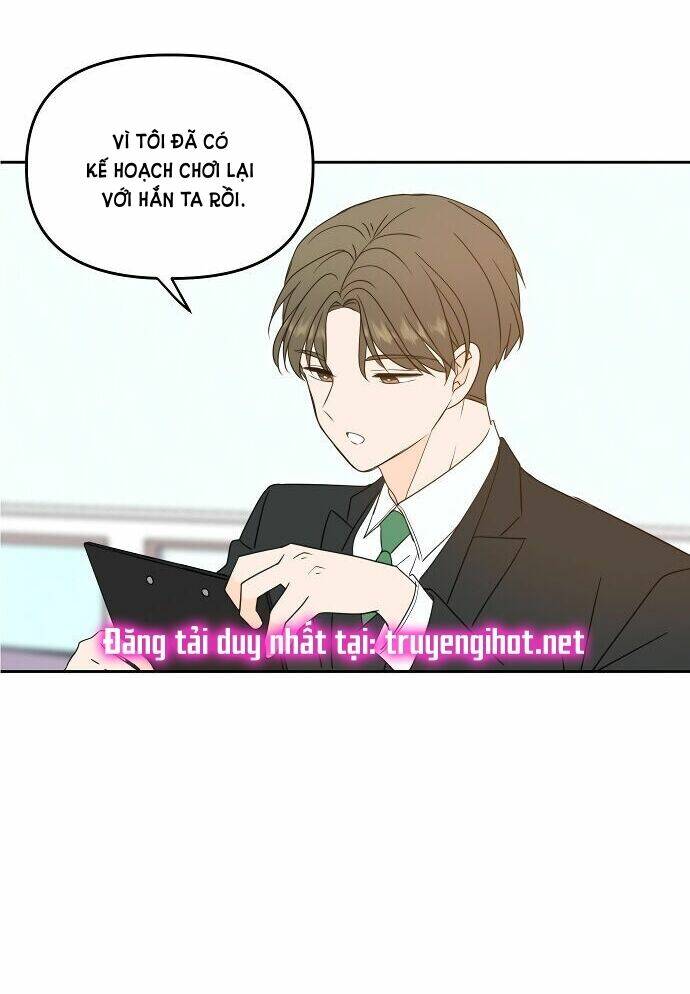 VÌ TÔI ĐÃ CÓ
KẾ HOẠCH CHƠI LẠI
VỚI HẮN TA RỒI.
Đăng tải duy nhất tại: truyengihot.net